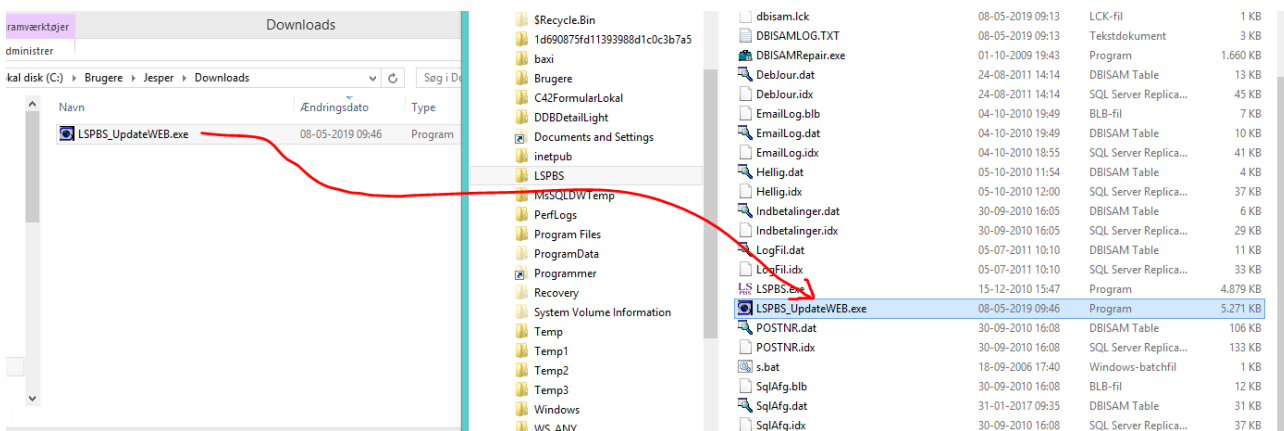 ramværktøjer
Downloads
dministrer
kal disk (C:) ▸ Brugere ▸ Jesper ▸ Downloads
Søg i Do
Navn Ændringsdato Type
LSPBS_UpdateWEB.exe 08-05-2019 09:46 Program
$Recycle.Bin
1d690875fd11393988d1c0c3b7a5
baxi
Brugere
C42FormularLokal
DDBDetailLight
Documents and Settings
inetpub
LSPBS
MsSQLDWTemp
PerfLogs
Program Files
ProgramData
Programmer
Recovery
System Volume Information
Temp
Temp1
Temp2
Temp3
Windows
WS_ANY
dbisam.lck 08-05-2019 09:13 LCK-fil 1 KB
DBISAMLOG.TXT 08-05-2019 09:13 Tekstdokument 3 KB
DBISAMRepair.exe 01-10-2009 19:43 Program 1.660 KB
DebJour.dat 24-08-2011 14:14 DBISAM Table 13 KB
DebJour.idx 24-08-2011 14:14 SQL Server Replica... 45 KB
EmailLog.blb 04-10-2010 19:49 BLB-fil 7 KB
EmailLog.dat 04-10-2010 19:49 DBISAM Table 10 KB
EmailLog.idx 04-10-2010 18:55 SQL Server Replica... 41 KB
Hellig.dat 05-10-2010 11:54 DBISAM Table 4 KB
Hellig.idx 05-10-2010 12:00 SQL Server Replica... 37 KB
Indbetalinger.dat 30-09-2010 16:05 DBISAM Table 6 KB
Indbetalinger.idx 30-09-2010 16:05 SQL Server Replica... 29 KB
LogFil.dat 05-07-2011 10:10 DBISAM Table 11 KB
LogFil.idx 05-07-2011 10:10 SQL Server Replica... 33 KB
LSPBS.exe 15-12-2010 15:47 Program 4.879 KB
LSPBS_UpdateWEB.exe 08-05-2019 09:46 Program 5.271 KB
POSTNR.dat 30-09-2010 16:08 DBISAM Table 106 KB
POSTNR.idx 30-09-2010 16:08 SQL Server Replica... 133 KB
s.bat 18-09-2006 17:40 Windows-batchfil 1 KB
SqlAfg.blb 30-09-2010 16:08 BLB-fil 12 KB
SqlAfg.dat 31-01-2017 09:35 DBISAM Table 31 KB
SqlAfg.idx 30-09-2010 16:08 SQL Server Replica... 37 KB